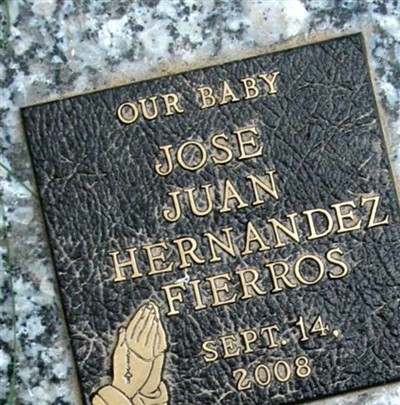 OUR BABY
JOSE
JUAN
HERNANDEZ
FIERROS
SEPT. 14,
2008